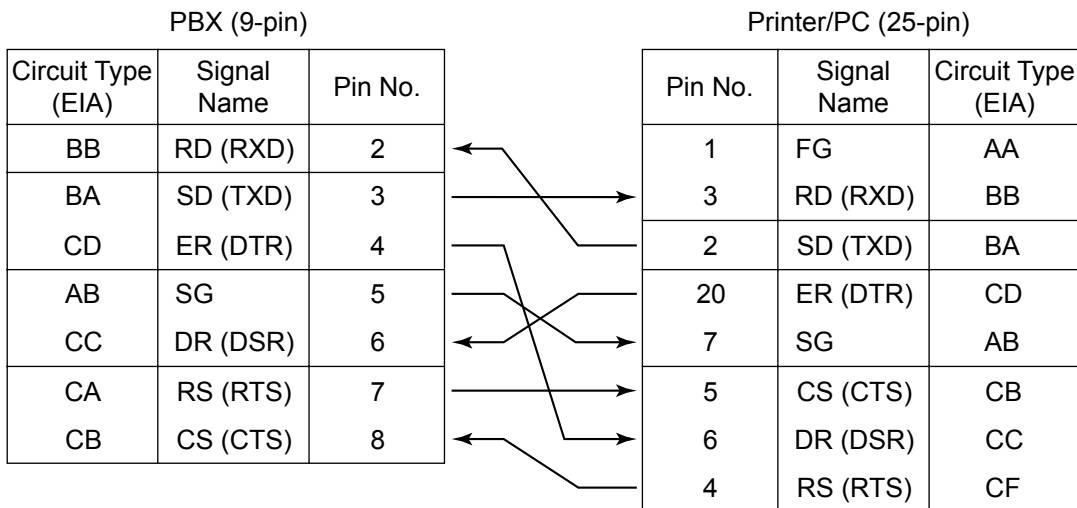 PBX (9-pin)
Circuit Type (EIA) Signal Name Pin No.
BB RD (RXD) 2
BA SD (TXD) 3
CD ER (DTR) 4
AB SG 5
CC DR (DSR) 6
CA RS (RTS) 7
CB CS (CTS) 8
Printer/PC (25-pin)
Pin No. Signal Name Circuit Type (EIA)
1 FG AA
3 RD (RXD) BB
2 SD (TXD) BA
20 ER (DTR) CD
7 SG AB
5 CS (CTS) CB
6 DR (DSR) CC
4 RS (RTS) CF